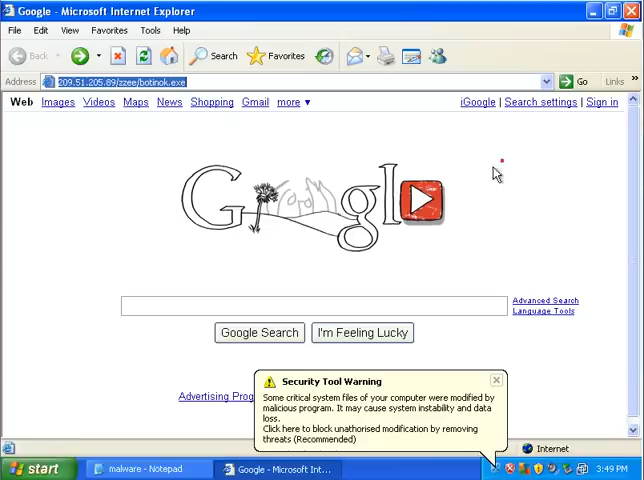 Google - Microsoft Internet Explorer
File Edit View Favorites Tools Help
Back Search Favorites
Address 209.51.205.89/zzee/botinok.exe Go Links »
Web Images Videos Maps News Shopping Gmail more ▼ iGoogle | Search settings | Sign in
Google
Advanced Search
Language Tools
Google Search I'm Feeling Lucky
Advertising Prog
Security Tool Warning
Some critical system files of your computer were modified by
malicious program. It may cause system instability and data
loss.
Click here to block unathorised modification by removing
threats (Recommended)
Internet
start malware - Notepad Google - Microsoft Int... 3:49 PM